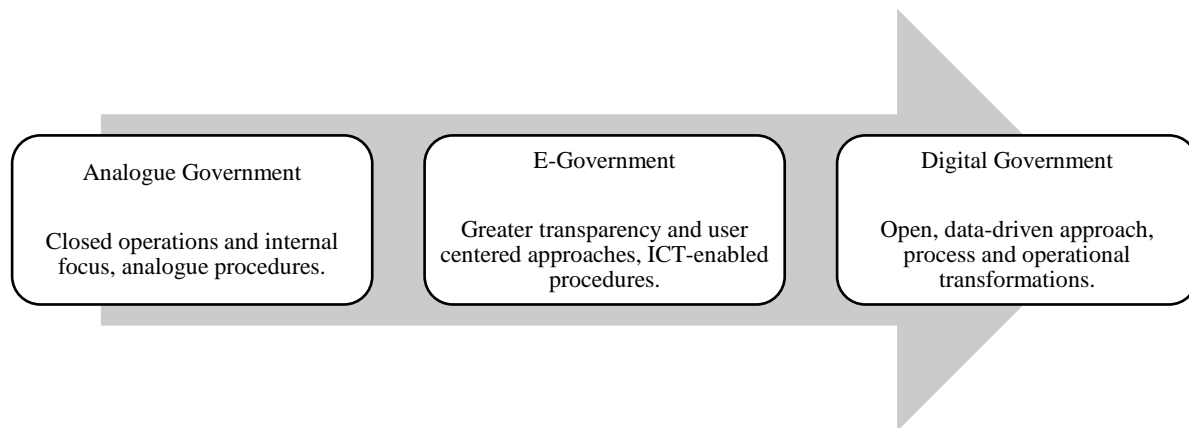 Analogue Government
Closed operations and internal
focus, analogue procedures.
E-Government
Greater transparency and user
centered approaches, ICT-enabled
procedures.
Digital Government
Open, data-driven approach,
process and operational
transformations.